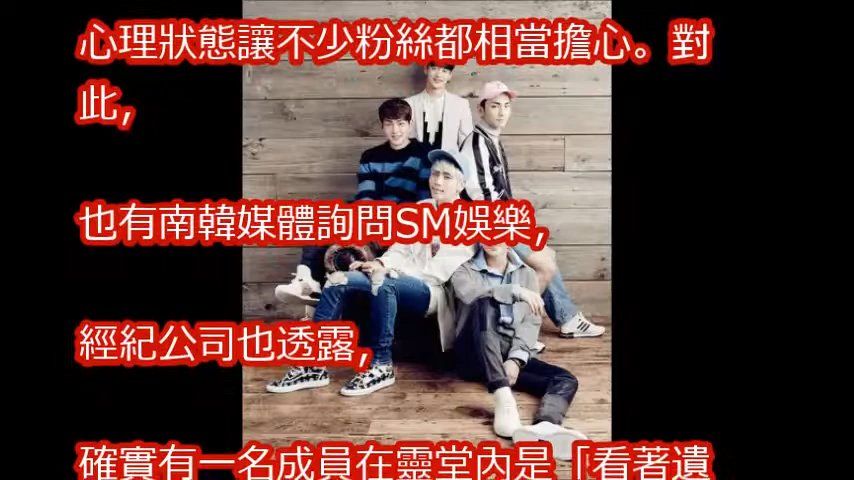 心理狀態讓不少粉絲都相當擔心。對
此，
也有南韓媒體詢問SM娛樂，
經紀公司也透露，
確實有一名成員在靈堂內是「看著遺